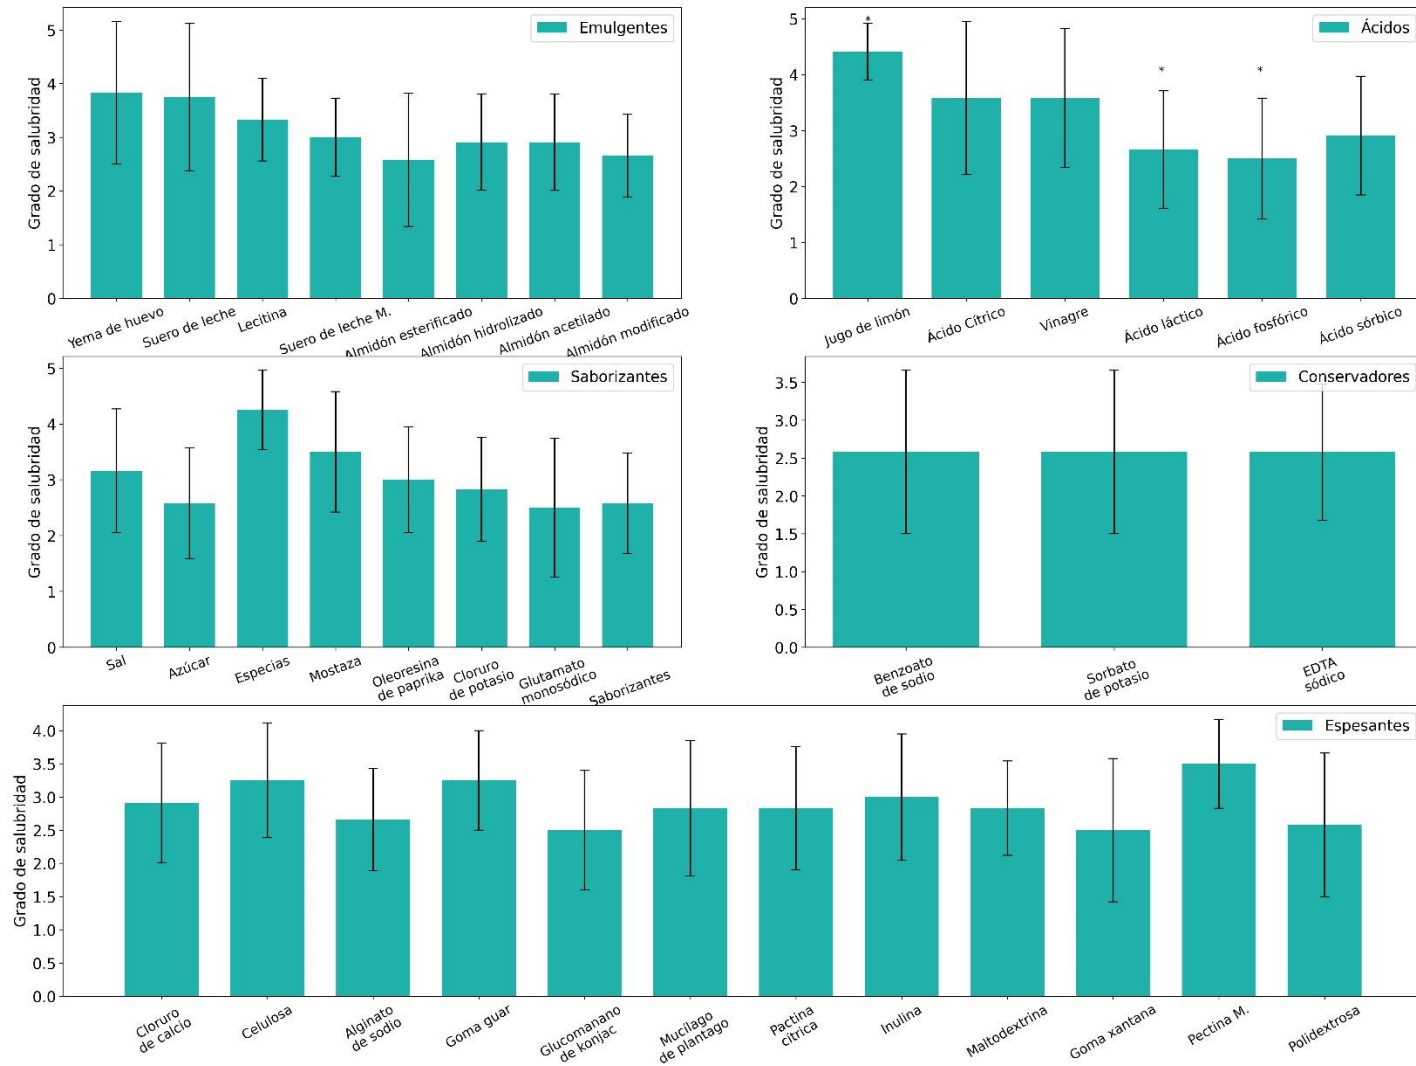 Emulgentes
Grado de salubridad
5
4
3
2
1
0
Yema de huevo
Suero de leche
Lecitina
Suero de leche M.
Almidón esterificado
Almidón hidrolizado
Almidón acetilado
Almidón modificado
Ácidos
Grado de salubridad
5
4
3
2
1
0
*
*
*
Jugo de limón
Ácido Cítrico
Vinagre
Ácido láctico
Ácido fosfórico
Ácido sórbico
Saborizantes
Grado de salubridad
5
4
3
2
1
0
Sal
Azúcar
Especias
Mostaza
Oleoresina
de paprika
Cloruro
de potasio
Glutamato
monosódico
Saborizantes
Conservadores
Grado de salubridad
3.5
3.0
2.5
2.0
1.5
1.0
0.5
0.0
Benzoato
de sodio
Sorbato
de potasio
EDTA
sódico
Espesantes
Grado de salubridad
4.0
3.5
3.0
2.5
2.0
1.5
1.0
0.5
0.0
Cloruro
de calcio
Celulosa
Alginato
de sodio
Goma guar
Glucomanano
de konjac
Mucílago
de plantago
Pactina
cítrica
Inulina
Maltodextrina
Goma xantana
Pectina M.
Polidextrosa